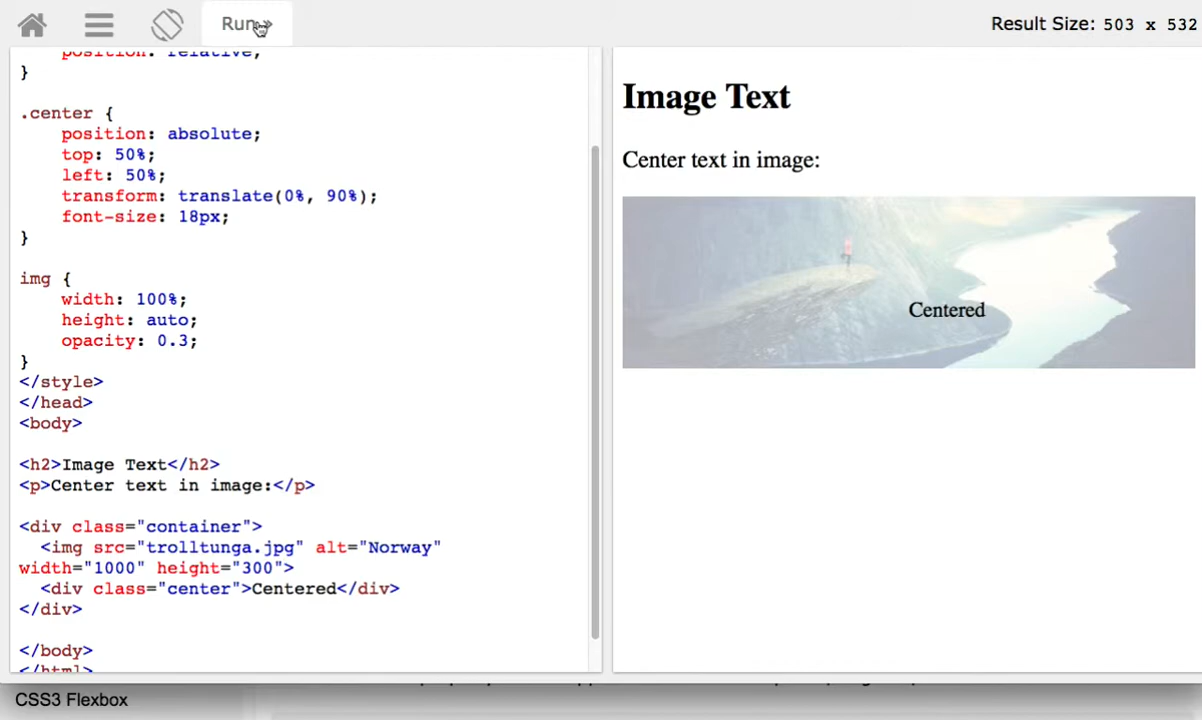 Run »
Result Size: 503 x 532
position: relative;
}
.center {
position: absolute;
top: 50%;
left: 50%;
transform: translate(0%, 90%);
font-size: 18px;
}
img {
width: 100%;
height: auto;
opacity: 0.3;
}
</style>
</head>
<body>
<h2>Image Text</h2>
<p>Center text in image:</p>
<div class="container">
<img src="trolltunga.jpg" alt="Norway"
width="1000" height="300">
<div class="center">Centered</div>
</div>
</body>
</html>
Image Text
Center text in image:
Centered
CSS3 Flexbox